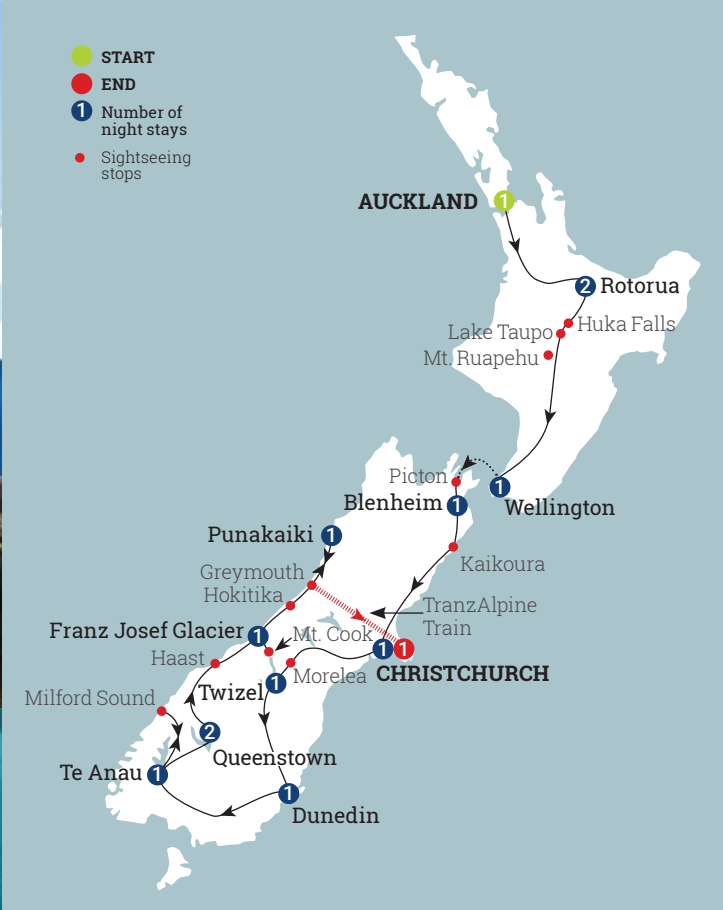 START
END
1 Number of
night stays
Sightseeing
stops
AUCKLAND 1
2 Rotorua
Huka Falls
Lake Taupo
Mt. Ruapehu
Picton
1
Wellington
Blenheim 1
Punakaiki 1
Kaikoura
Greymouth
Hokitika
TranzAlpine
Train
Franz Josef Glacier 1
Mt. Cook
1 1
Haast
Morelea
CHRISTCHURCH
Twizel 1
Milford Sound
2
Queenstown
Te Anau 1
1
Dunedin